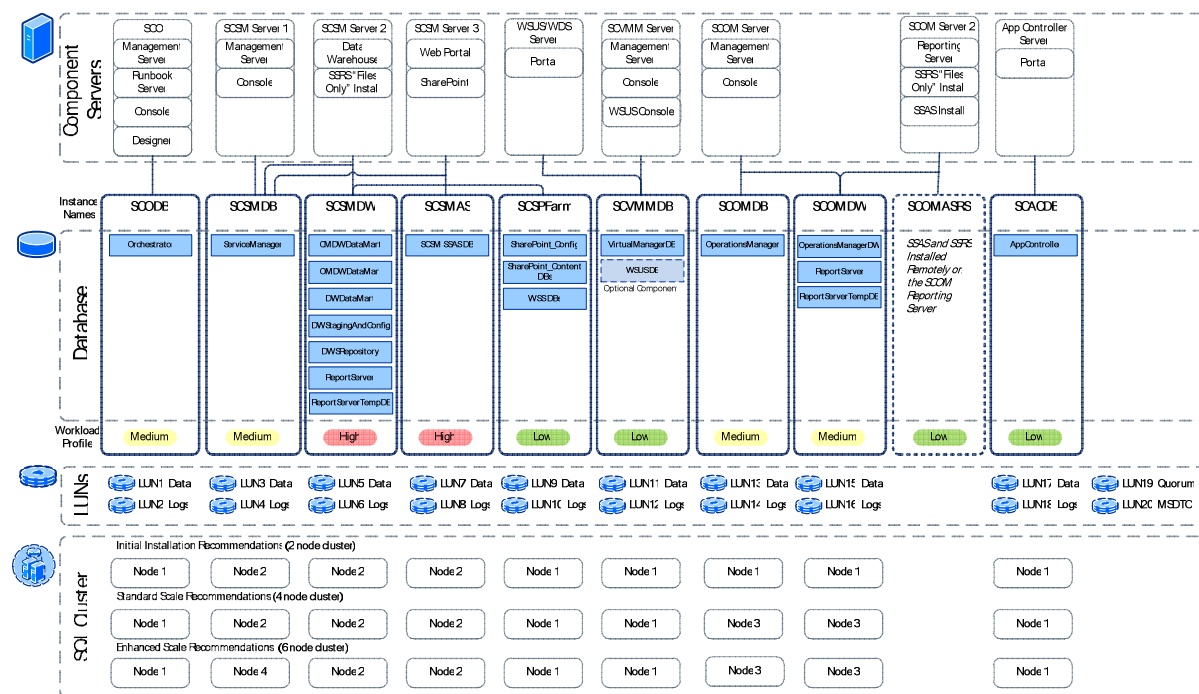 Component Servers
SCO
Management Server
Runbook Server
Console
Designer
SCSM Server 1
Management Server
Console
SCSM Server 2
Data Warehouse
SSRS "Files Only" Instal
SCSM Server 3
Web Portal
SharePoint
WSUS/WDS Server
Porta
SCVMM Server
Management Server
Console
WSUS Console
SCOM Server
Management Server
Console
SCOM Server 2
Reporting Server
SSRS "Files Only" Instal
SSAS Install
App Controller Server
Porta
Instance Names
SCODB
SCSMDB
SCSMDW
SCSMAS
SCSPFarm
SCVMMDB
SCOMDB
SCOMDW
SCOMASRS
SCACDB
Database
Orchestrator
ServiceManager
CMDWDataMart
OMDWDataMar
DWDataMart
DWStagingAndConfig
DWSRepository
ReportServer
ReportServerTempDB
SCSM SSAS DB
SharePoint_Config
SharePoint_Content DBs
WSS DBs
VirtualManagerDB
WSUSDB
Optional Component
OperationsManager
OperationsManagerDW
ReportServer
ReportServerTempDB
SSAS and SSRS Installed Remotely on the SCOM Reporting Server
AppController
Workload Profile
Medium
Medium
High
High
Low
Low
Medium
Medium
Low
Low
LUNs
LUN1 Data
LUN3 Data
LUN5 Data
LUN7 Data
LUN9 Data
LUN11 Data
LUN13 Data
LUN15 Data
LUN17 Data
LUN19 Quorum
LUN2 Logs
LUN4 Logs
LUN6 Logs
LUN8 Logs
LUN10 Logs
LUN12 Logs
LUN14 Logs
LUN16 Logs
LUN18 Logs
LUN20 MSDTC
SQL Cluster
Initial Installation Recommendations (2 node cluster)
Node 1
Node 2
Node 2
Node 2
Node 1
Node 1
Node 1
Node 1
Node 1
Standard Scale Recommendations (4 node cluster)
Node 1
Node 2
Node 2
Node 2
Node 1
Node 1
Node 3
Node 3
Node 1
Enhanced Scale Recommendations (6 node cluster)
Node 1
Node 4
Node 2
Node 2
Node 1
Node 1
Node 3
Node 3
Node 1